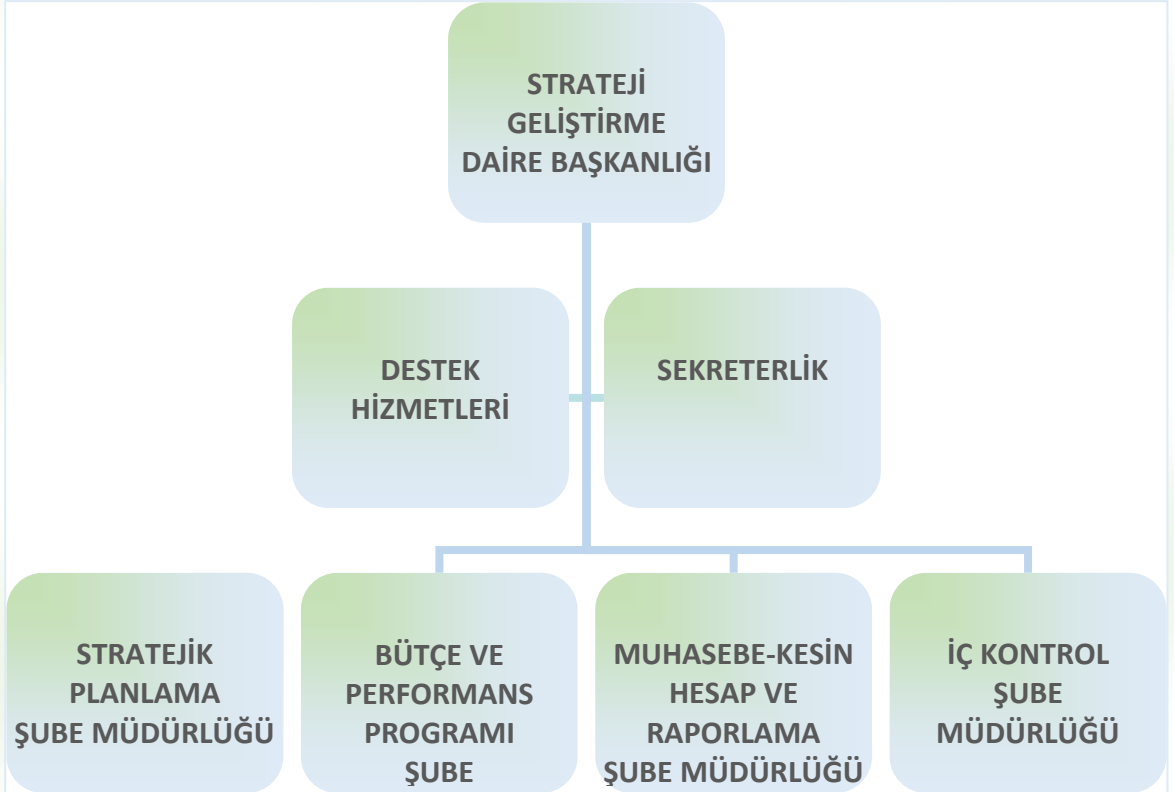 STRATEJİ
GELİŞTİRME
DAİRE BAŞKANLIĞI
DESTEK
HİZMETLERİ
SEKRETERLİK
STRATEJİK
PLANLAMA
ŞUBE MÜDÜRLÜĞÜ
BÜTÇE VE
PERFORMANS
PROGRAMI
ŞUBE
MUHASEBE-KESİN
HESAP VE
RAPORLAMA
ŞUBE MÜDÜRLÜĞÜ
İÇ KONTROL
ŞUBE
MÜDÜRLÜĞÜ